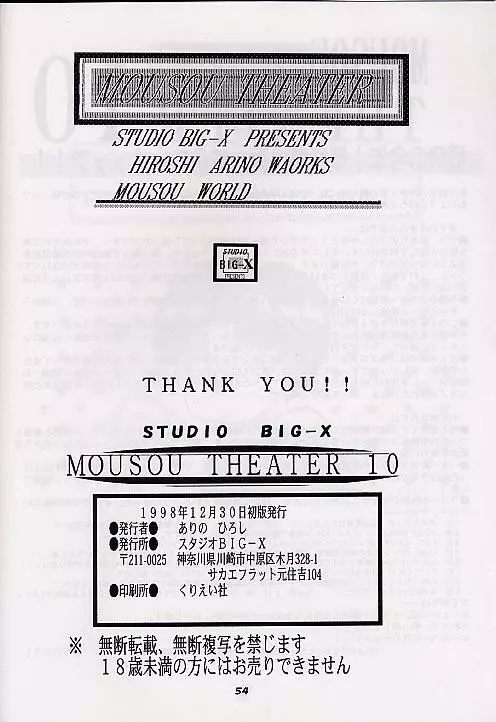 MOUSOU THEATER
STUDIO BIG-X PRESENTS
HIROSHI ARINO WAORKS
MOUSOU WORLD
STUDIO
BIG-X
PRESENTS
THANK YOU!!
STUDIO BIG-X
MOUSOU THEATER 10
1998年12月30日初版発行
●発行者● ありの ひろし
●発行所● スタジオBIG-X
〒211-0025 神奈川県川崎市中原区木月328-1
サカエフラット元住吉104
●印刷所● くりえい社
※ 無断転載、無断複写を禁じます
18歳未満の方にはお売りできません
54